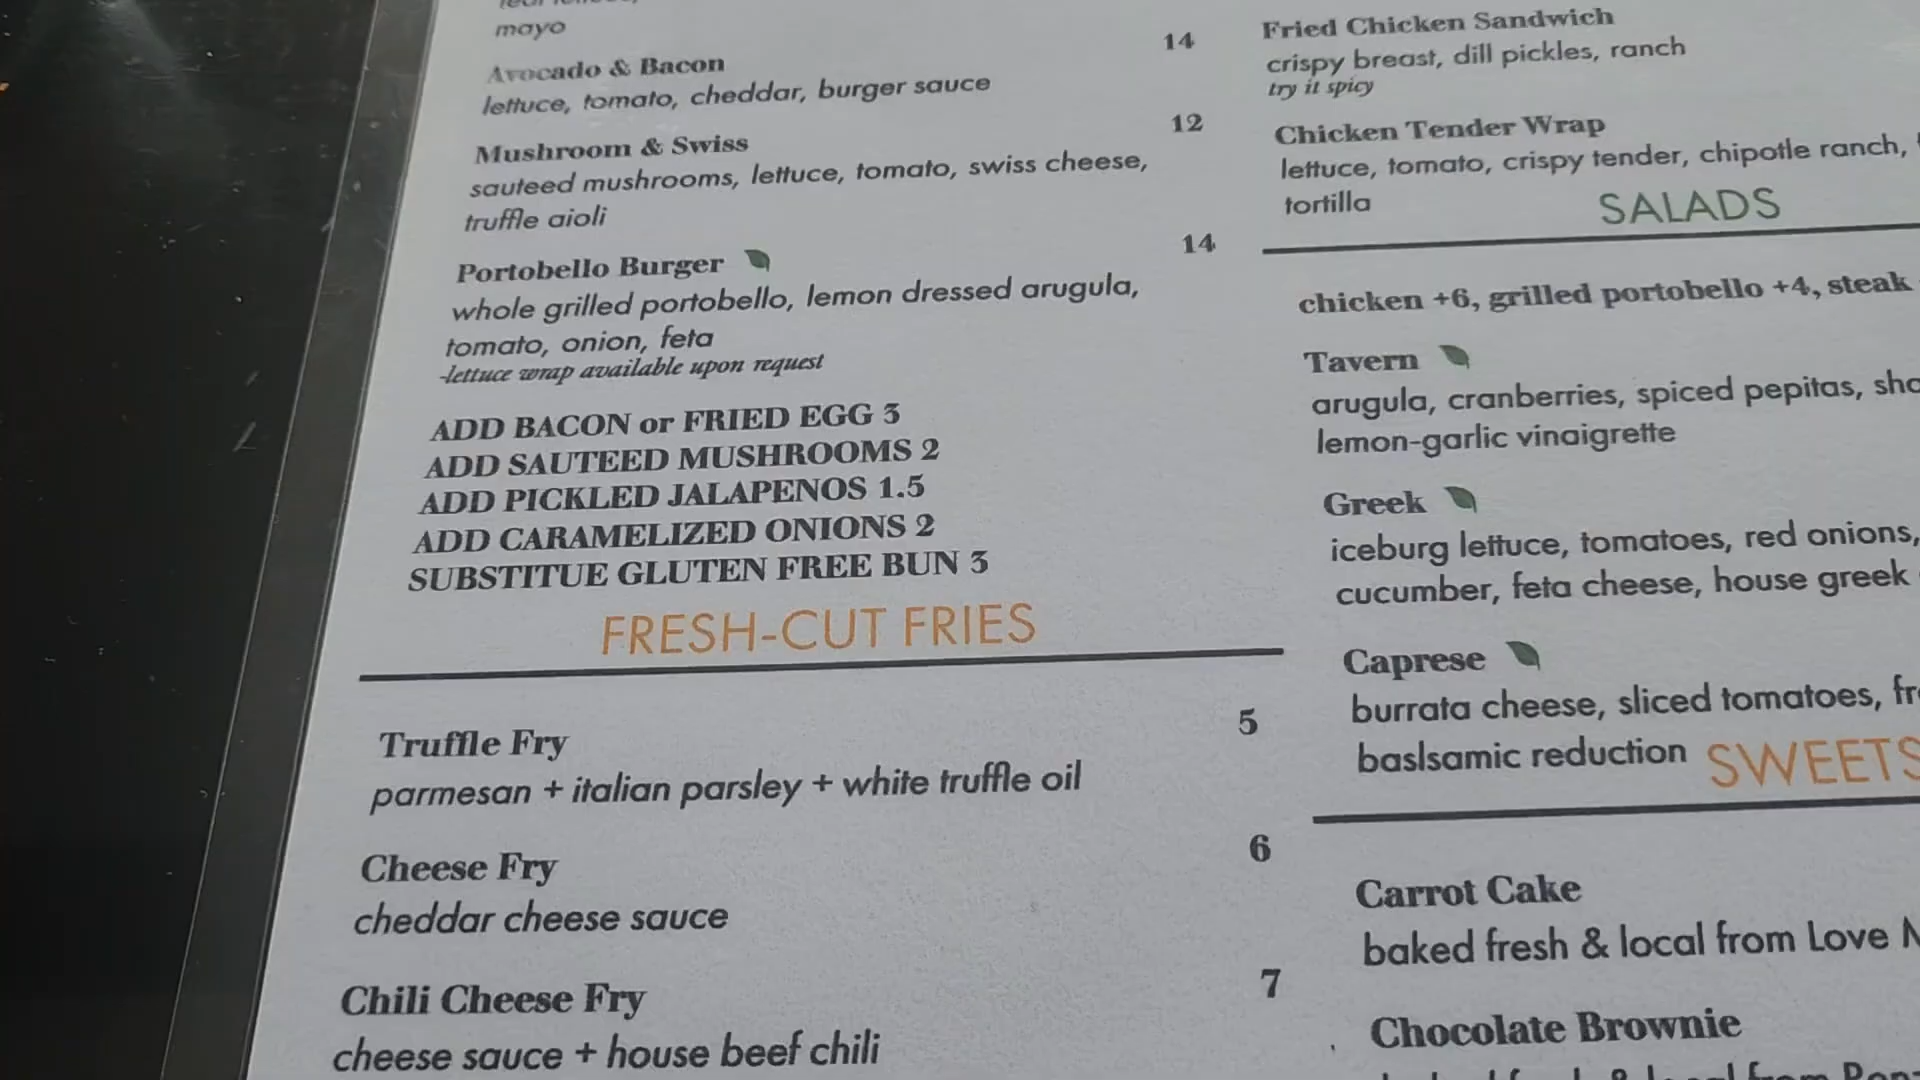 mayo
Avocado & Bacon 14
lettuce, tomato, cheddar, burger sauce
Mushroom & Swiss 12
sauteed mushrooms, lettuce, tomato, swiss cheese,
truffle aioli
Portobello Burger 14
whole grilled portobello, lemon dressed arugula,
tomato, onion, feta
-lettuce wrap available upon request
ADD BACON or FRIED EGG 3
ADD SAUTEED MUSHROOMS 2
ADD PICKLED JALAPENOS 1.5
ADD CARAMELIZED ONIONS 2
SUBSTITUE GLUTEN FREE BUN 3
FRESH-CUT FRIES
Truffle Fry 5
parmesan + italian parsley + white truffle oil
Cheese Fry 6
cheddar cheese sauce
Chili Cheese Fry 7
cheese sauce + house beef chili
Fried Chicken Sandwich
crispy breast, dill pickles, ranch
try it spicy
Chicken Tender Wrap
lettuce, tomato, crispy tender, chipotle ranch,
tortilla
SALADS
chicken +6, grilled portobello +4, steak
Tavern
arugula, cranberries, spiced pepitas,
lemon-garlic vinaigrette
Greek
iceburg lettuce, tomatoes, red onions,
cucumber, feta cheese, house greek
Caprese
burrata cheese, sliced tomatoes,
baslsamic reduction
SWEETS
Carrot Cake
baked fresh & local from Love
Chocolate Brownie